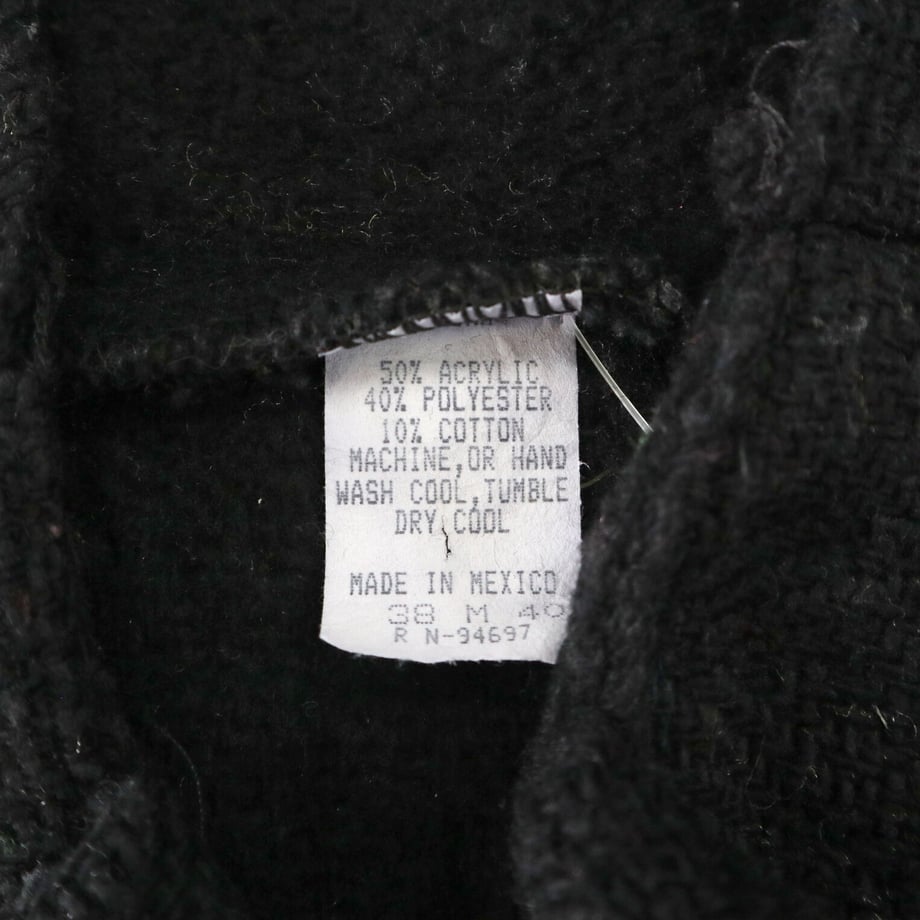 50% ACRYLIC
40% POLYESTER
10% COTTON
MACHINE,OR HAND
WASH COOL,TUMBLE
DRY COOL
MADE IN MEXICO
38 M 40
R N-94697